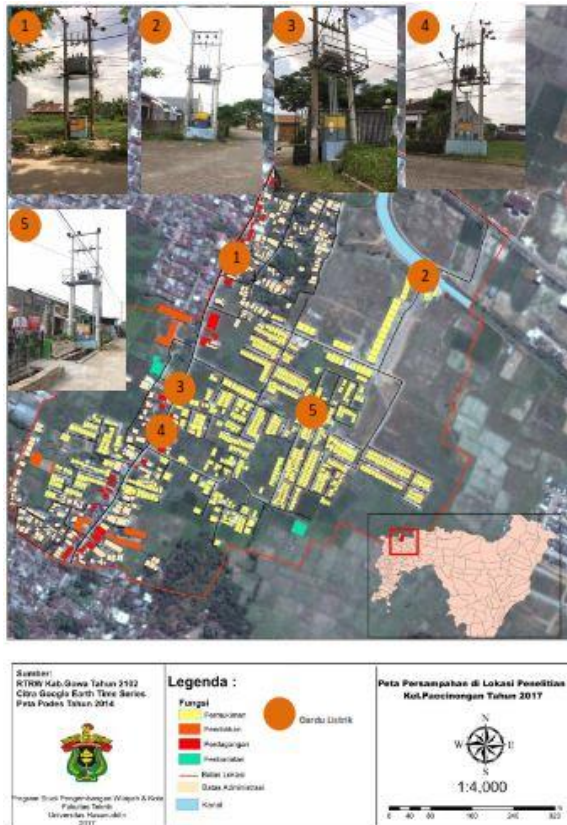 1
2
3
4
5
1
2
3
4
5
Sumber:
RTRW Kab.Gowa Tahun 2102
Citra Google Earth Time Series
Peta Podes Tahun 2014
Program Studi Pengembangan Wilayah & Kota
Fakultas Teknik
Universitas Hasanuddin
2017
Legenda :
Fungsi
Permukiman
Pendidikan
Perdagangan
Peribadatan
Batas Lokasi
Batas Administrasi
Kanal
Gardu Listrik
Peta Persampahan di Lokasi Penelitian
Kel.Paccinongan Tahun 2017
N
W E
S
1:4,000
0 40 80 160 240 320